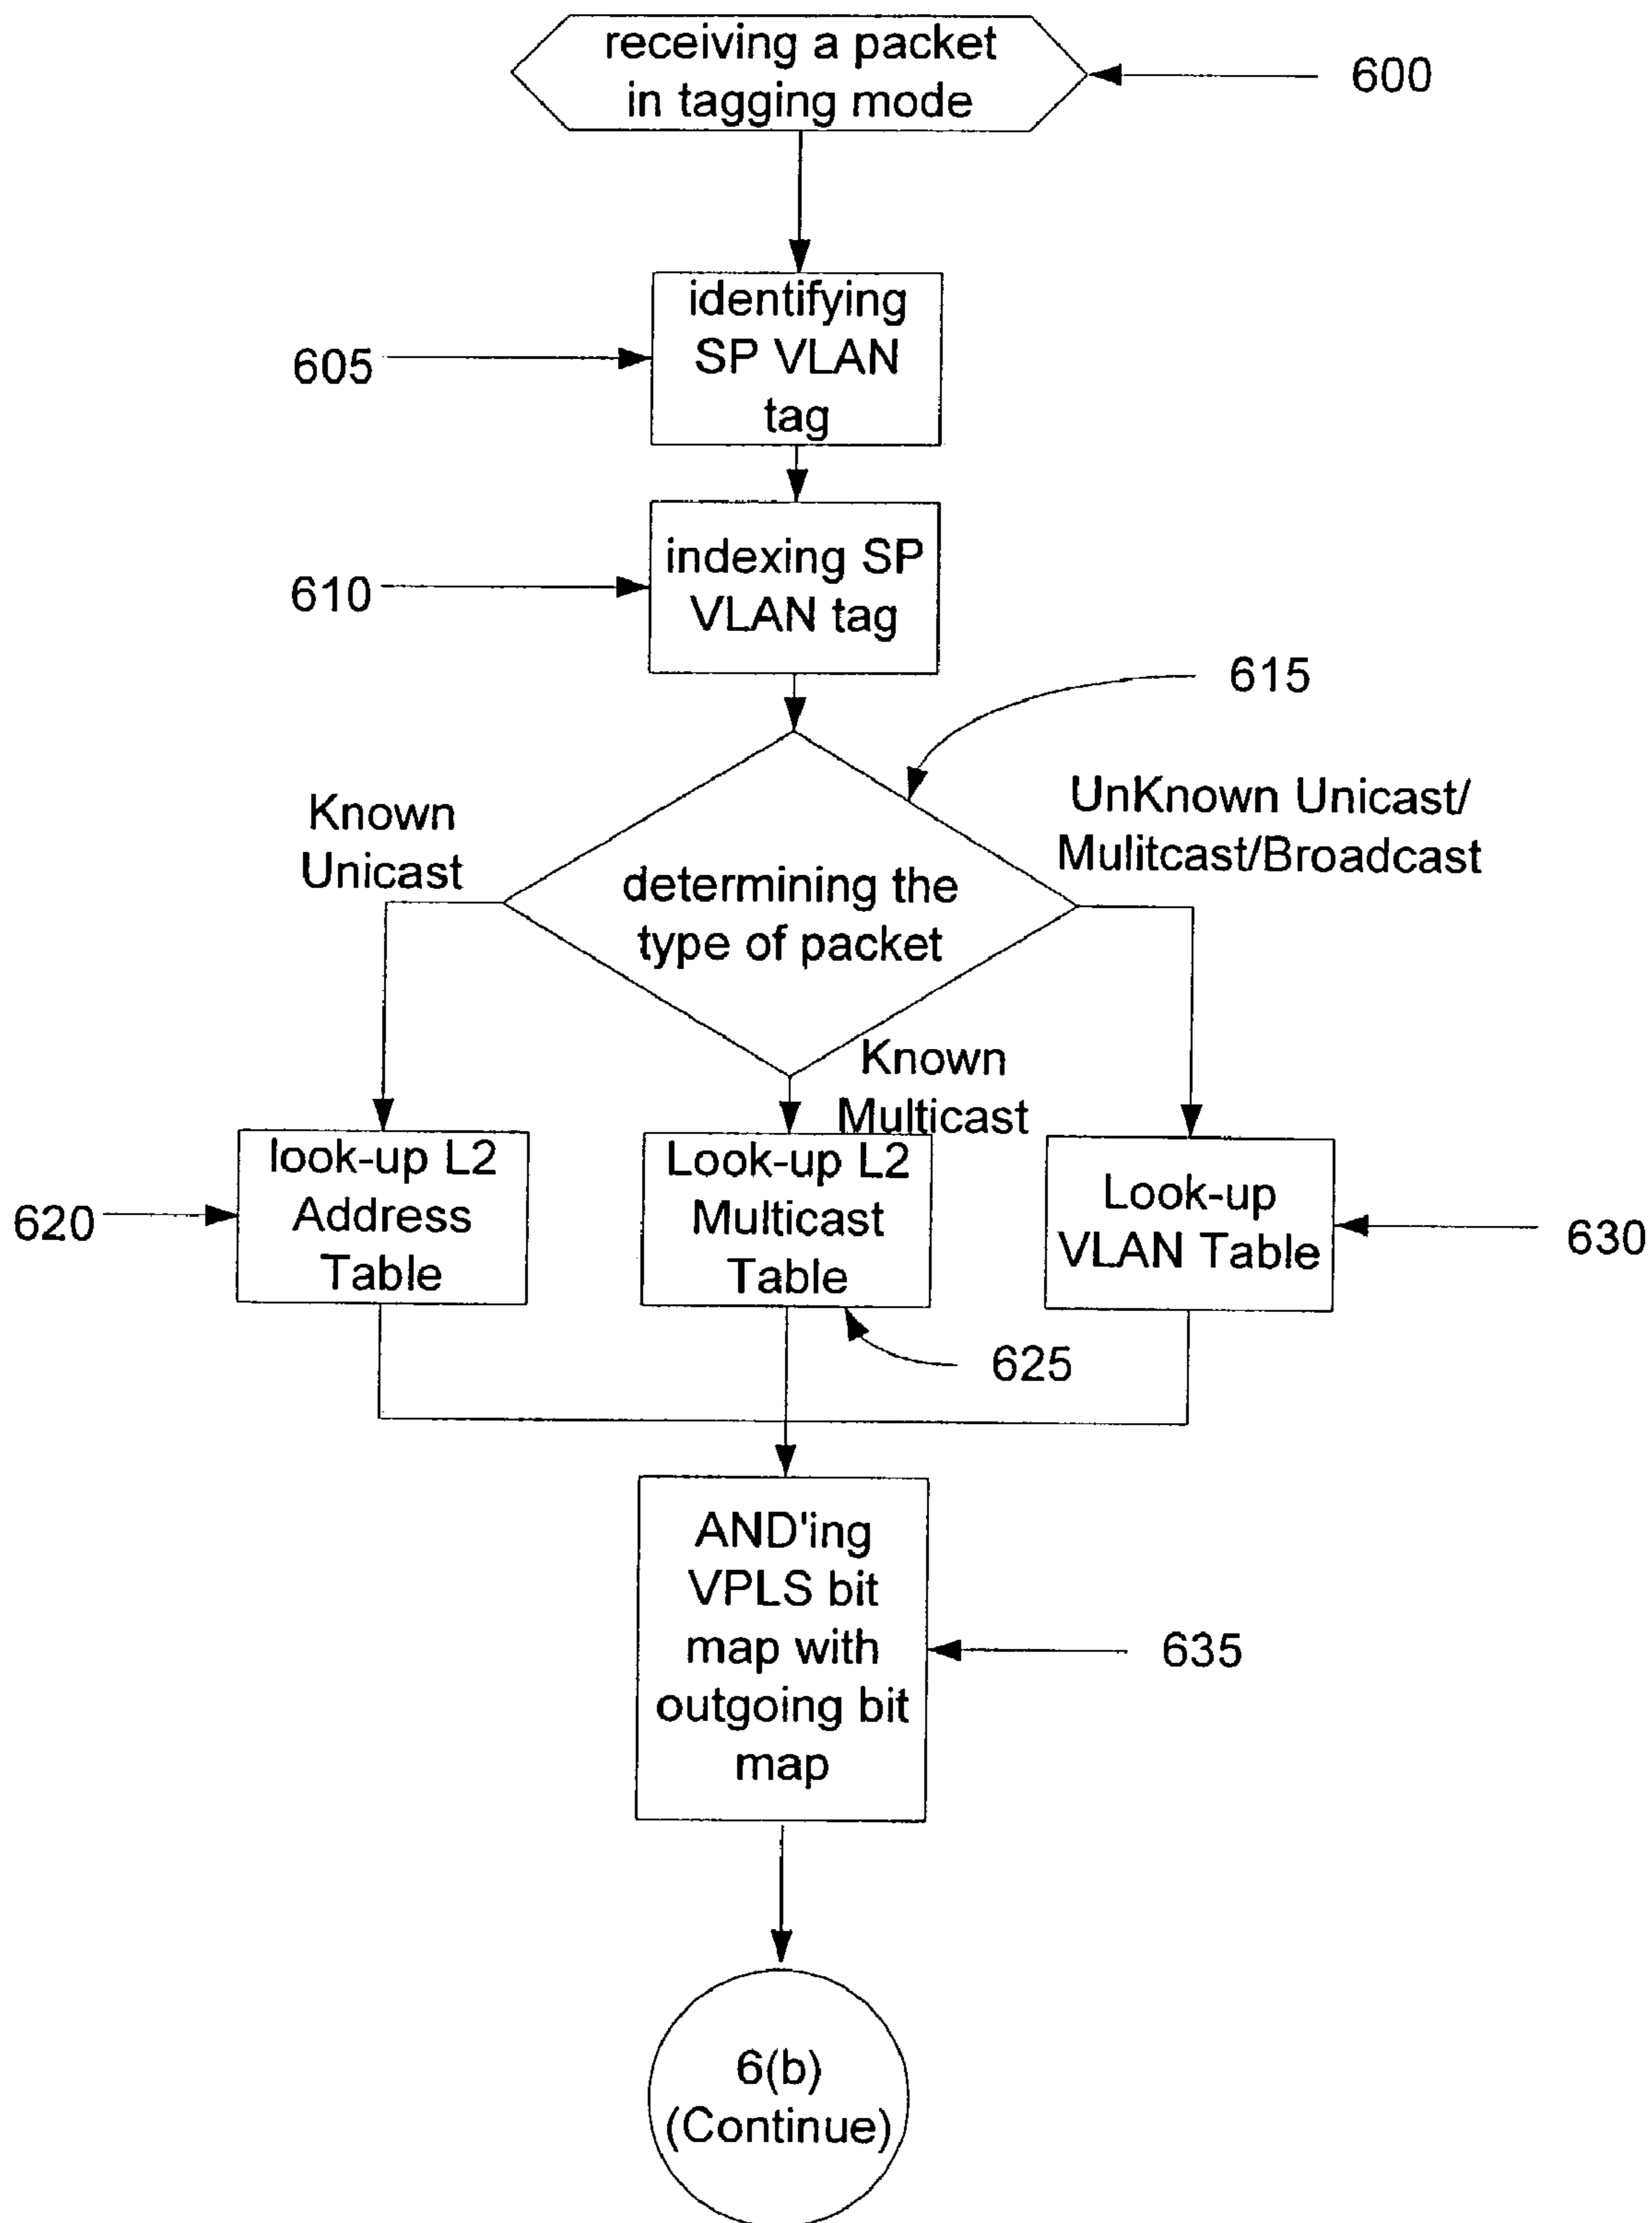 receiving a packet
in tagging mode
600
identifying
SP VLAN
tag
605
indexing SP
VLAN tag
610
615
Known
Unicast
UnKnown Unicast/
Mulitcast/Broadcast
determining the
type of packet
Known
Multicast
look-up L2
Address
Table
620
Look-up L2
Multicast
Table
625
Look-up
VLAN Table
630
AND'ing
VPLS bit
map with
outgoing bit
map
635
6(b)
(Continue)